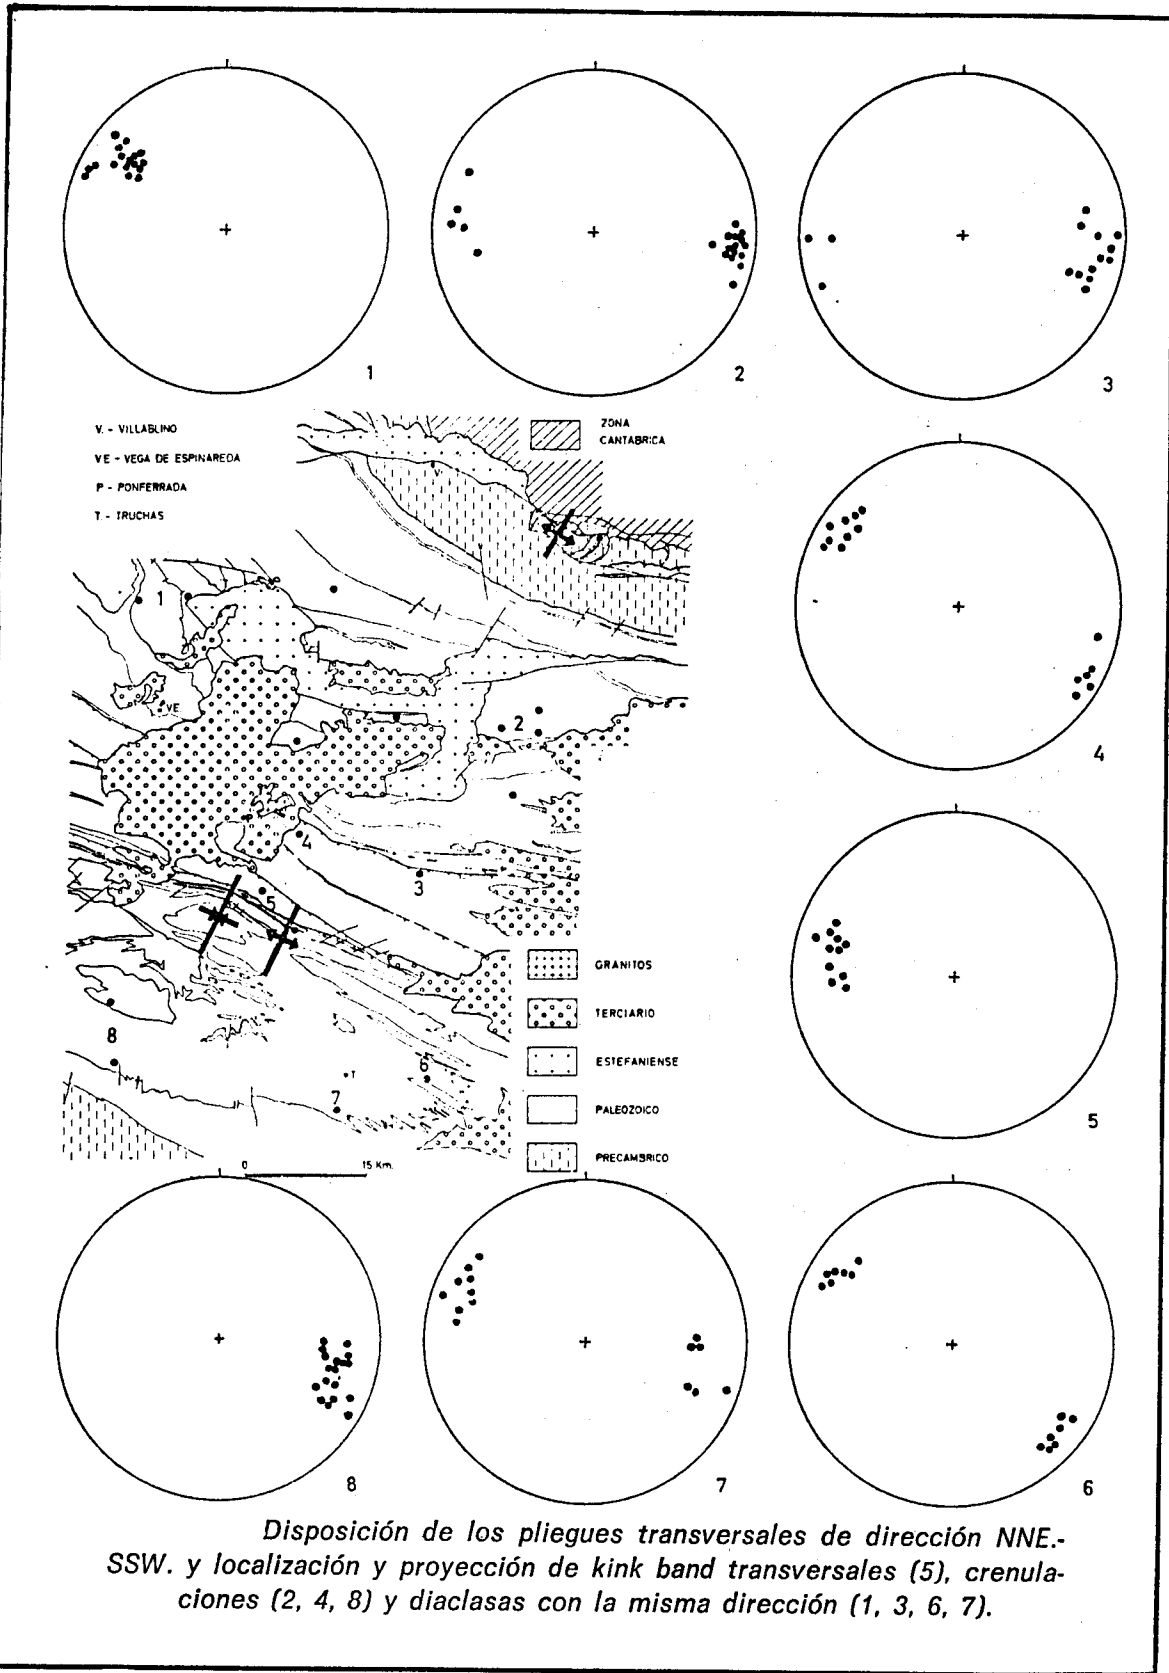 1
2
3
V. - VILLABLINO
VE - VEGA DE ESPINAREDA
P - PONFERRADA
T. - TRUCHAS
ZONA
CANTABRICA
V
1
VE
2
4
4
3
5
5
GRANITOS
TERCIARIO
ESTEFANIENSE
PALEOZOICO
PRECAMBRICO
8
6
T
7
0 15 Km.
8
7
6
Disposición de los pliegues transversales de dirección NNE.-
SSW. y localización y proyección de kink band transversales (5), crenula-
ciones (2, 4, 8) y diaclasas con la misma dirección (1, 3, 6, 7).